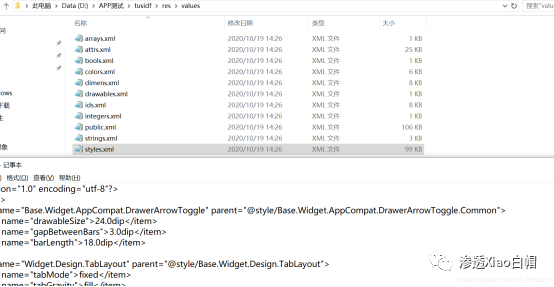 此电脑 > Data (D:) > APP测试 > tusidf > res > values
搜索"valu
名称 修改日期 类型 大小
arrays.xml 2020/10/19 14:26 XML 文件 1 KB
attrs.xml 2020/10/19 14:26 XML 文件 25 KB
bools.xml 2020/10/19 14:26 XML 文件 1 KB
colors.xml 2020/10/19 14:26 XML 文件 6 KB
dimens.xml 2020/10/19 14:26 XML 文件 8 KB
drawables.xml 2020/10/19 14:26 XML 文件 1 KB
ids.xml 2020/10/19 14:26 XML 文件 8 KB
integers.xml 2020/10/19 14:26 XML 文件 1 KB
public.xml 2020/10/19 14:26 XML 文件 106 KB
strings.xml 2020/10/19 14:26 XML 文件 3 KB
styles.xml 2020/10/19 14:26 XML 文件 99 KB
问
dows
下载
对象
- 记事本
格式(O) 查看(V) 帮助(H)
ion="1.0" encoding="utf-8"?>
>
ame="Base.Widget.AppCompat.DrawerArrowToggle" parent="@style/Base.Widget.AppCompat.DrawerArrowToggle.Common">
name="drawableSize">24.0dip</item>
name="gapBetweenBars">3.0dip</item>
name="barLength">18.0dip</item>
ame="Widget.Design.TabLayout" parent="@style/Base.Widget.Design.TabLayout">
name="tabMode">fixed</item>
name="tabGravity">fill</item>
渗透Xiao白帽